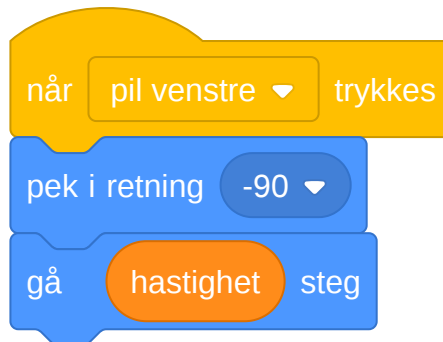 når pil venstre trykkes
pek i retning -90
gå hastighet steg